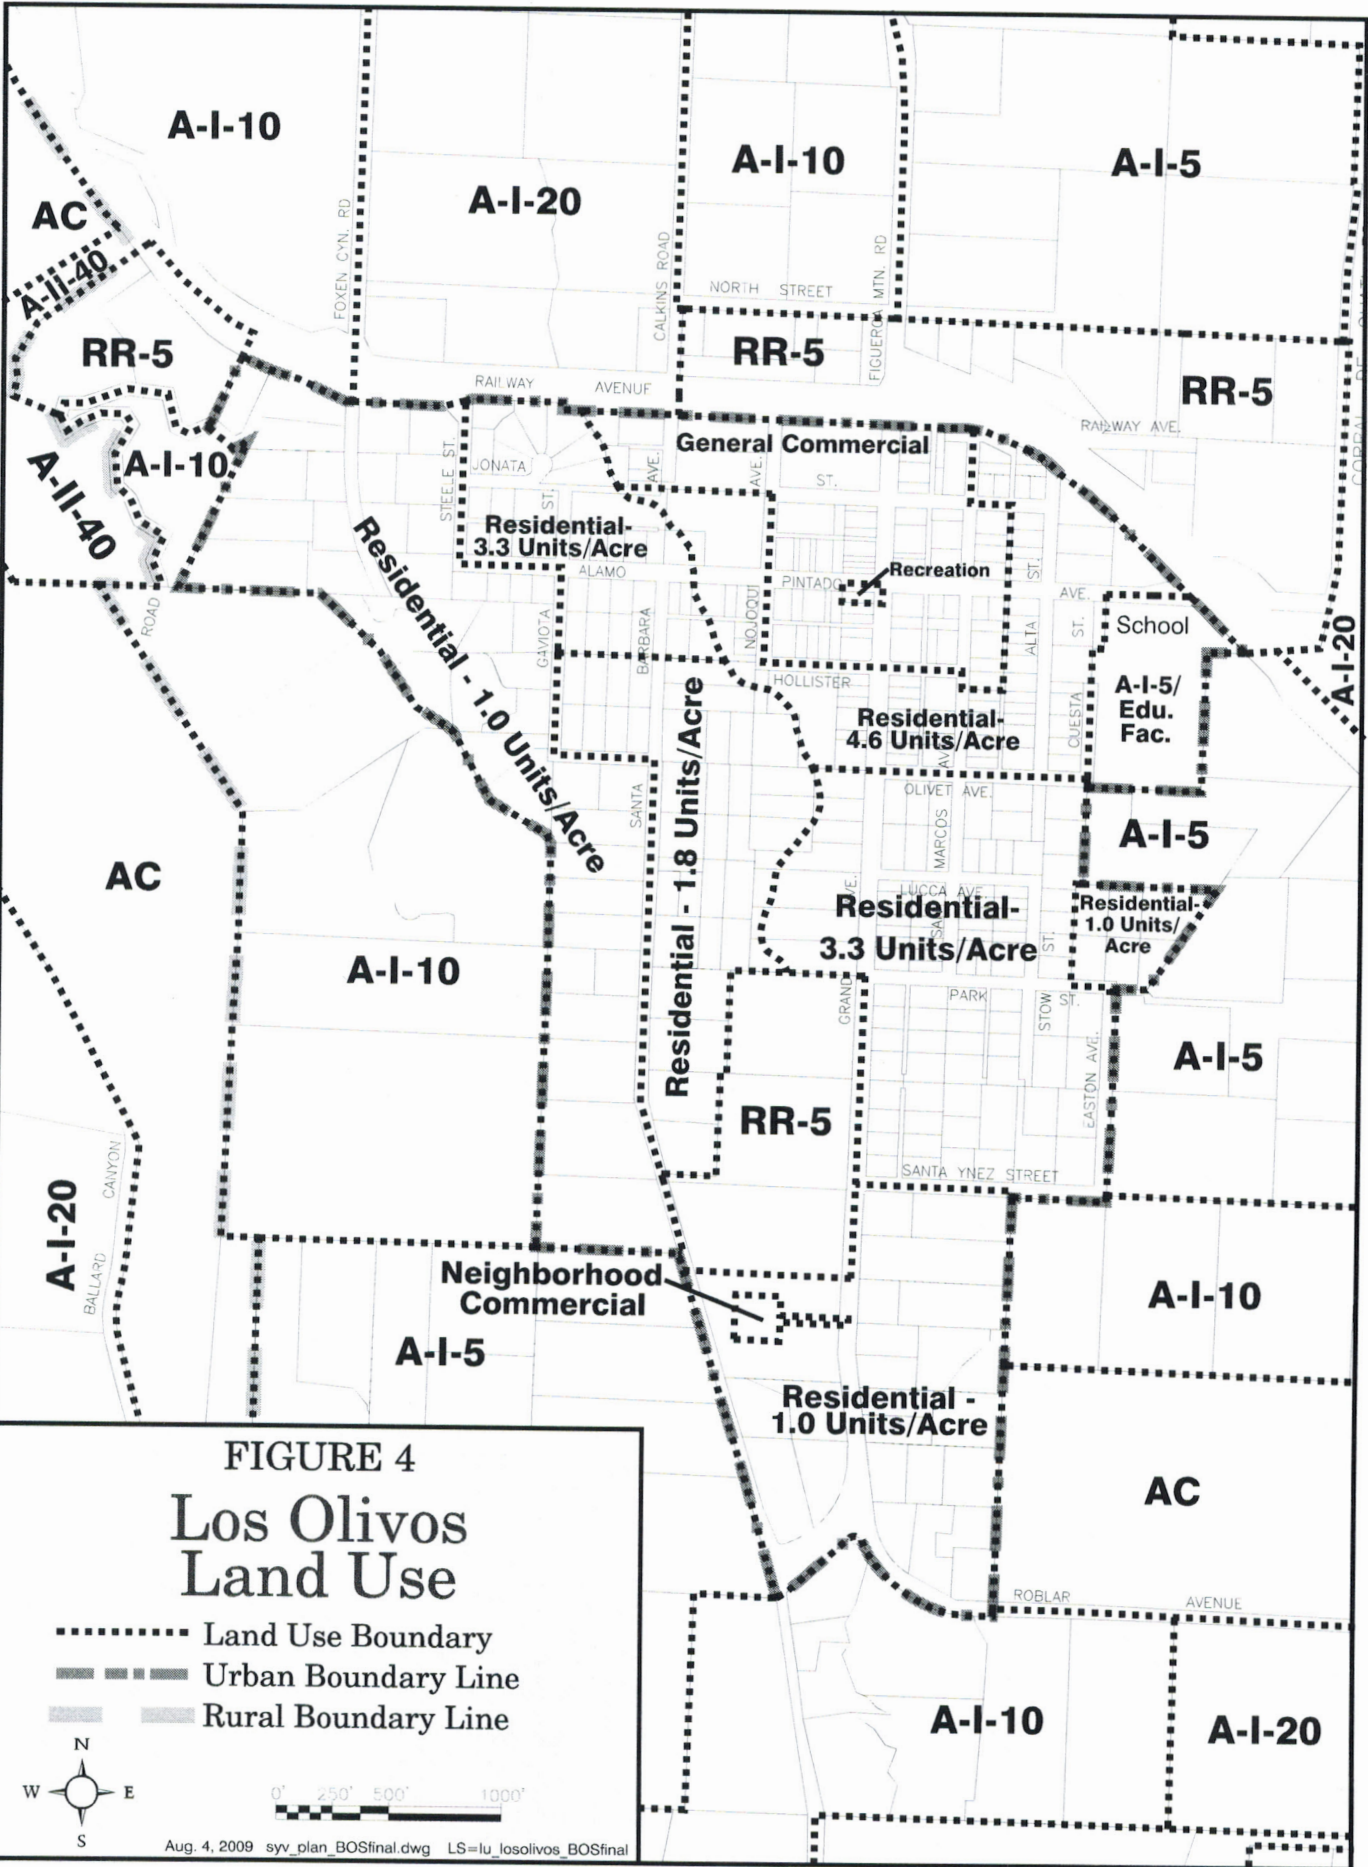 A-I-10
A-I-20
A-I-10
A-I-5
AC
A-II-40
FOXEN CYN. RD
CALKINS ROAD
NORTH STREET
FIGUEROA MTN. RD
RR-5
RR-5
RR-5
RAILWAY AVENUE
RAILWAY AVE.
General Commercial
A-I-10
A-II-40
STEELE ST.
JONATA
ST.
AVE.
AVE.
ST.
Residential-
3.3 Units/Acre
ALAMO
PINTADO
Recreation
ST.
AVE.
School
ROAD
Residential - 1.0 Units/Acre
GAVIOTA
BARBARA
NOJOQUI
ALTA
ST.
A-I-20
HOLLISTER
A-I-5/
Edu.
Fac.
CUESTA
Residential-
4.6 Units/Acre
AVE.
SANTA
Residential - 1.8 Units/Acre
OLIVET AVE.
MARCOS
A-I-5
AC
LUCCA AVE.
AVE.
SAN
Residential-
3.3 Units/Acre
ST.
Residential-
1.0 Units/
Acre
A-I-10
GRAND
PARK
STOW
ST.
EASTON AVE.
A-I-5
RR-5
CANYON
BALLARD
A-I-20
SANTA YNEZ STREET
Neighborhood
Commercial
A-I-10
A-I-5
Residential -
1.0 Units/Acre
AC
ROBLAR AVENUE
A-I-10
A-I-20
FIGURE 4
Los Olivos
Land Use
Land Use Boundary
Urban Boundary Line
Rural Boundary Line
N
W E
S
0' 250' 500' 1000'
Aug. 4, 2009 syv_plan_BOSfinal.dwg LS=lu_losolivos_BOSfinal